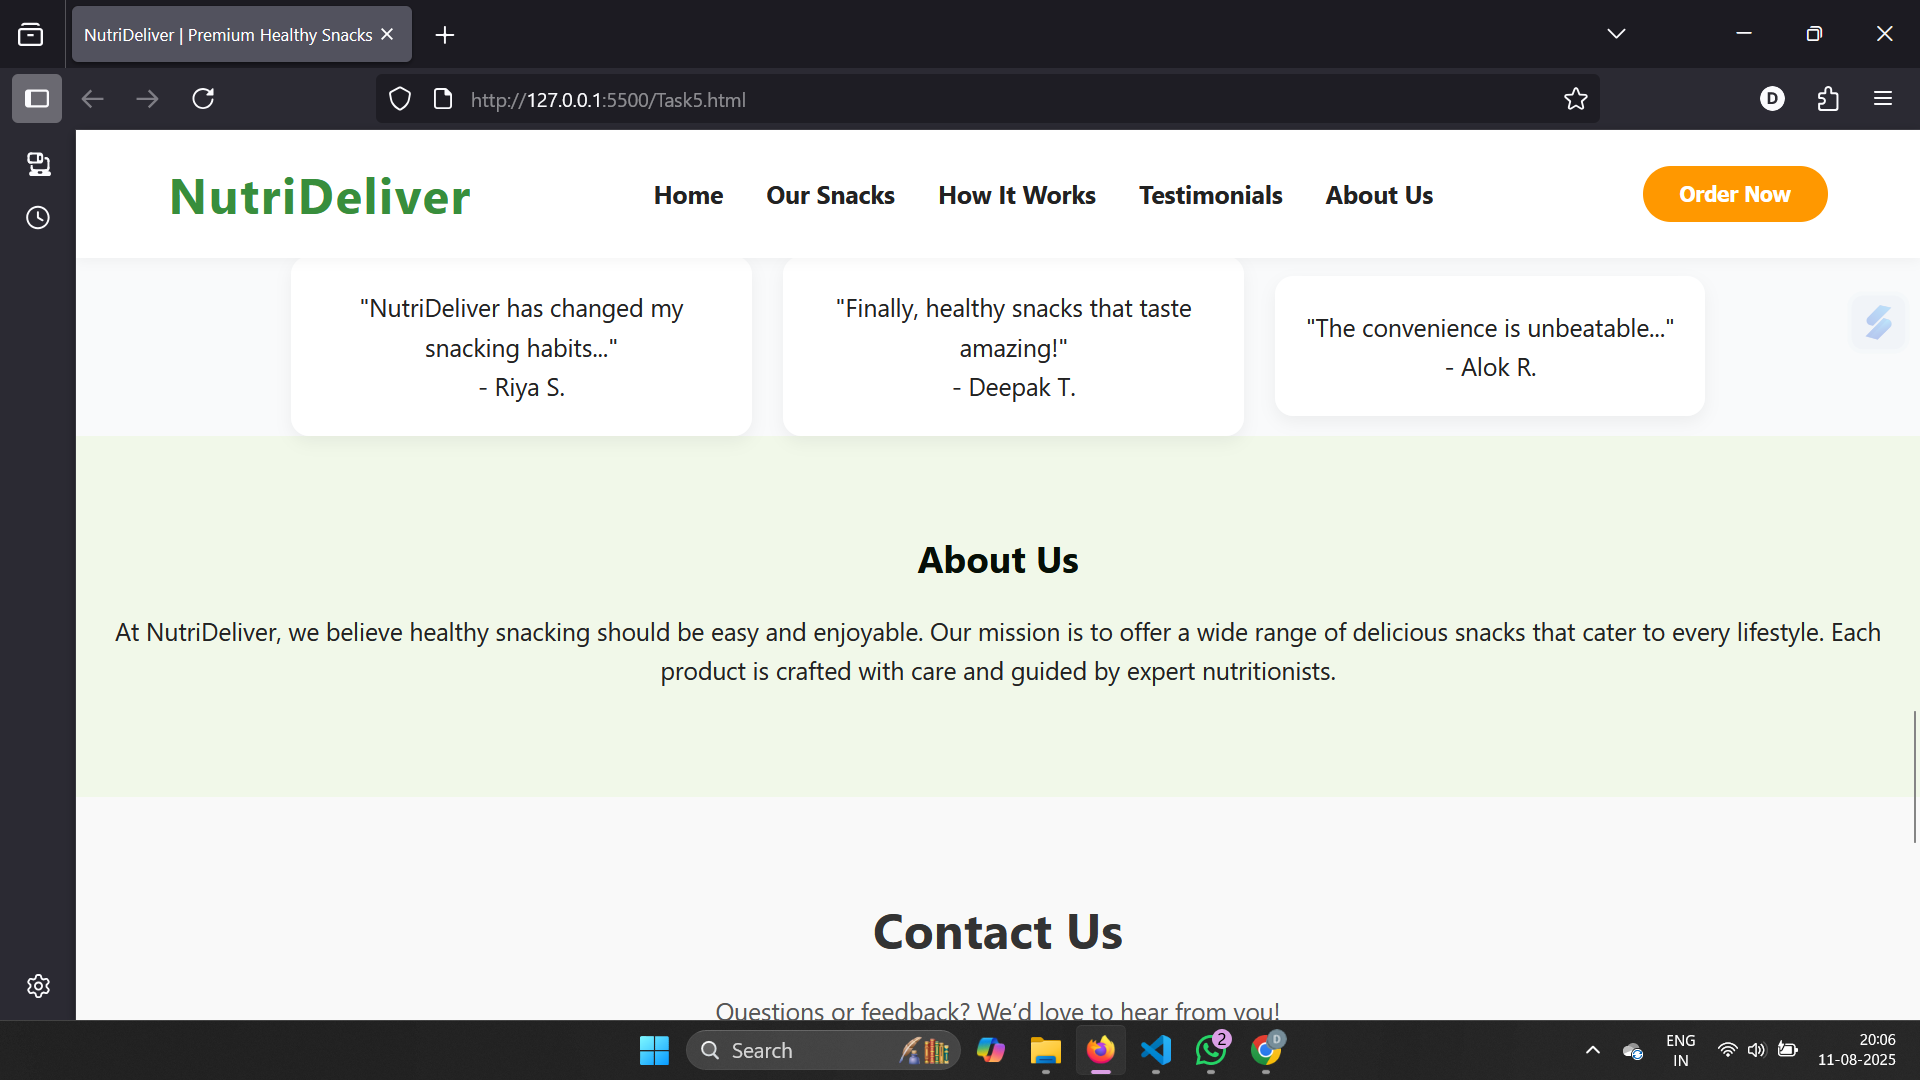 NutriDeliver | Premium Healthy Snacks
http://127.0.0.1:5500/Task5.html
D
NutriDeliver
Home
Our Snacks
How It Works
Testimonials
About Us
Order Now
"NutriDeliver has changed my
snacking habits..."
- Riya S.
"Finally, healthy snacks that taste
amazing!"
- Deepak T.
"The convenience is unbeatable..."
- Alok R.
About Us
At NutriDeliver, we believe healthy snacking should be easy and enjoyable. Our mission is to offer a wide range of delicious snacks that cater to every lifestyle. Each
product is crafted with care and guided by expert nutritionists.
Contact Us
Questions or feedback? We’d love to hear from you!
Search
2
D
ENG
IN
20:06
11-08-2025